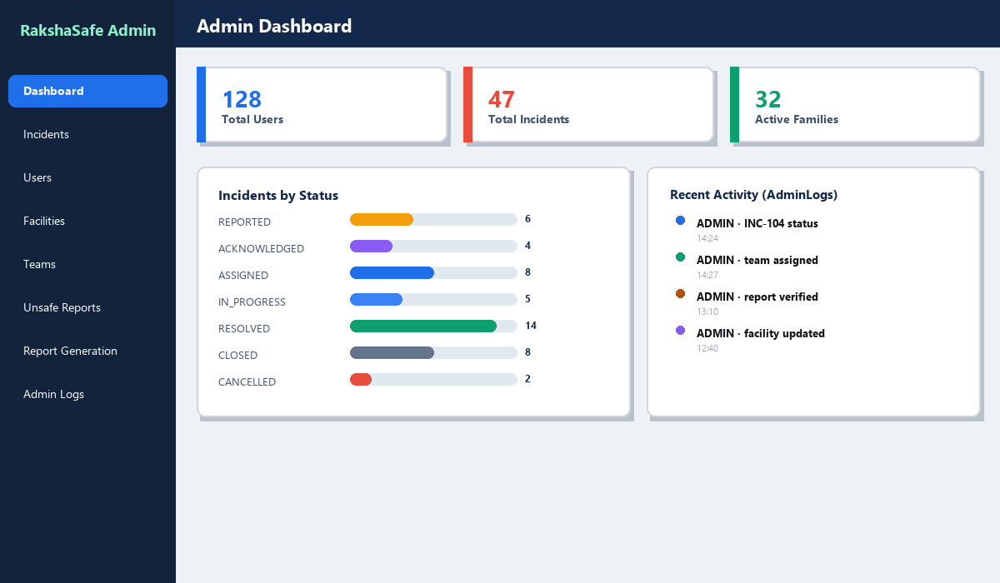 RakshaSafe Admin
Dashboard
Incidents
Users
Facilities
Teams
Unsafe Reports
Report Generation
Admin Logs
Admin Dashboard
128
Total Users
47
Total Incidents
32
Active Families
Incidents by Status
REPORTED 6
ACKNOWLEDGED 4
ASSIGNED 8
IN_PROGRESS 5
RESOLVED 14
CLOSED 8
CANCELLED 2
Recent Activity (AdminLogs)
ADMIN · INC-104 status
14:24
ADMIN · team assigned
14:27
ADMIN · report verified
13:10
ADMIN · facility updated
12:40